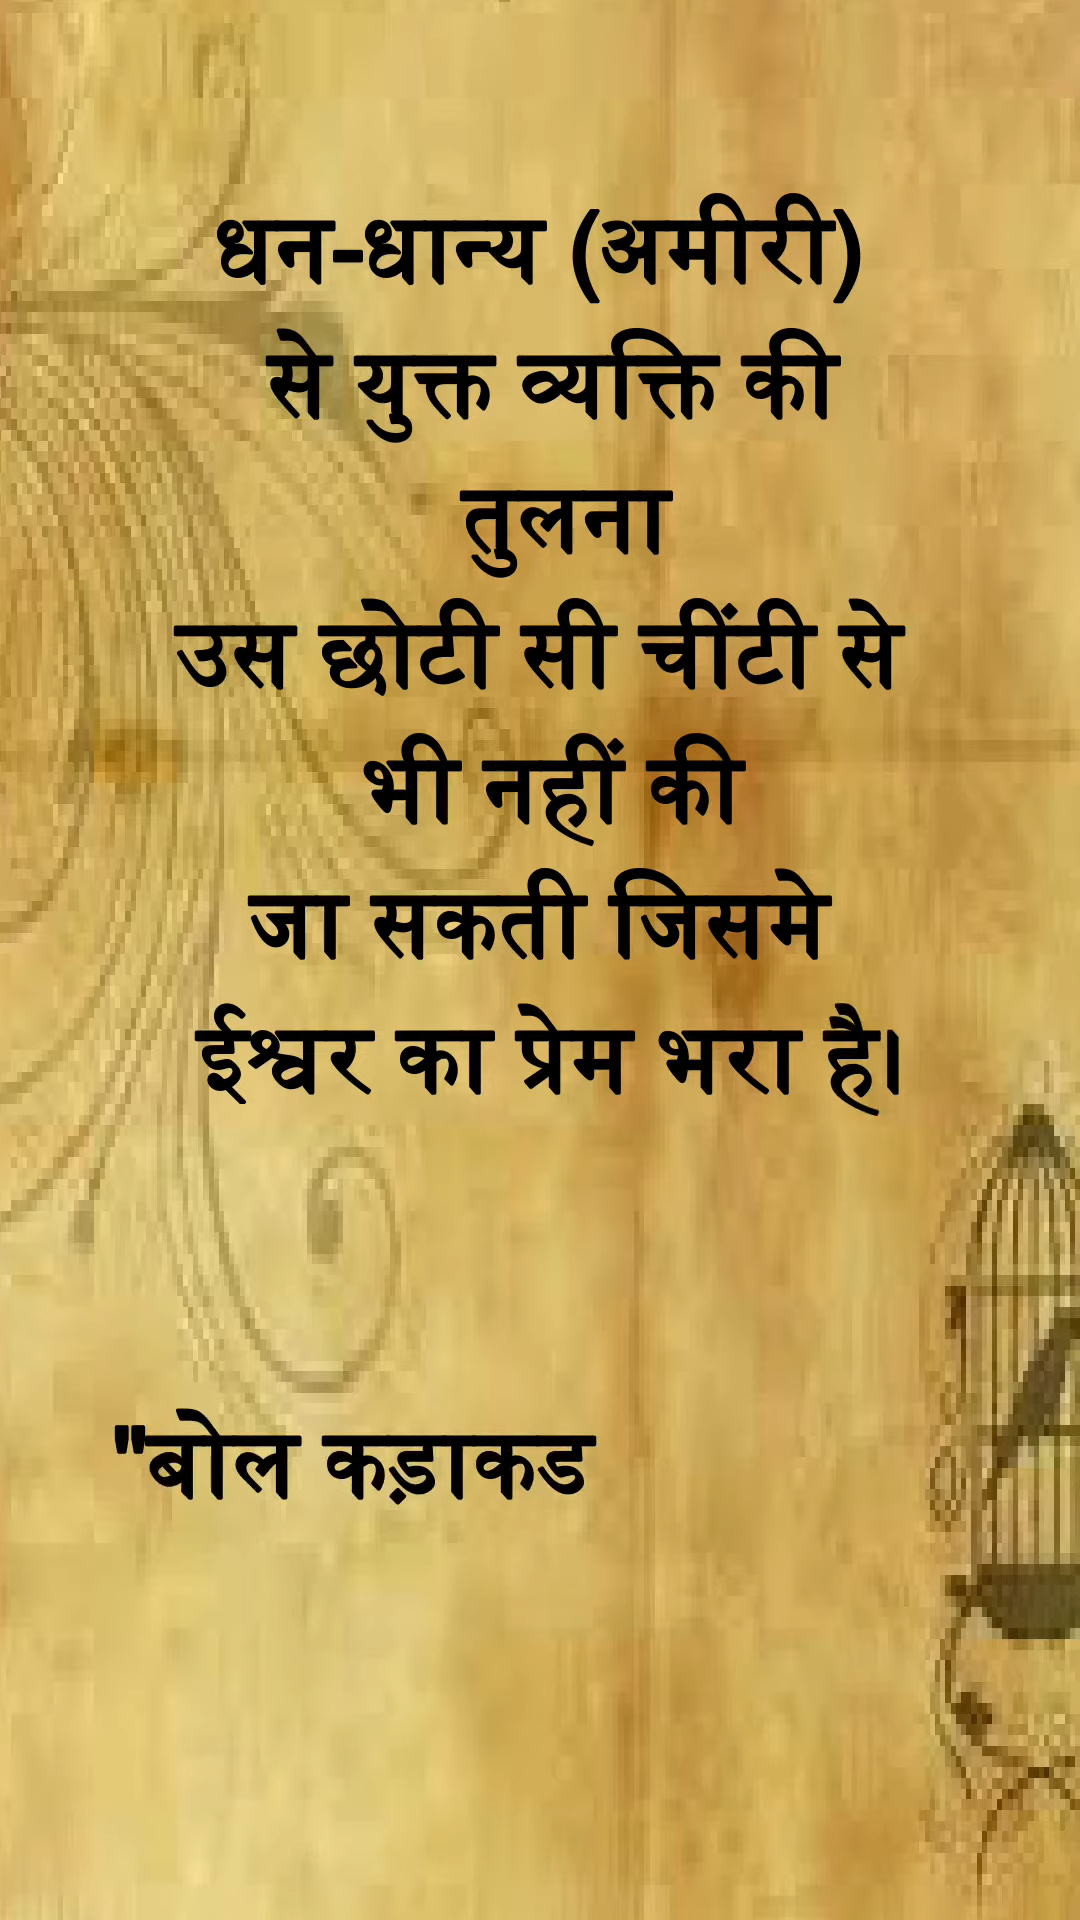 धन-धान्य (अमीरी)
से युक्त व्यक्ति की
तुलना
उस छोटी सी चींटी से
भी नहीं की
जा सकती जिसमे
ईश्वर का प्रेम भरा है।
"बोल कड़ाकड